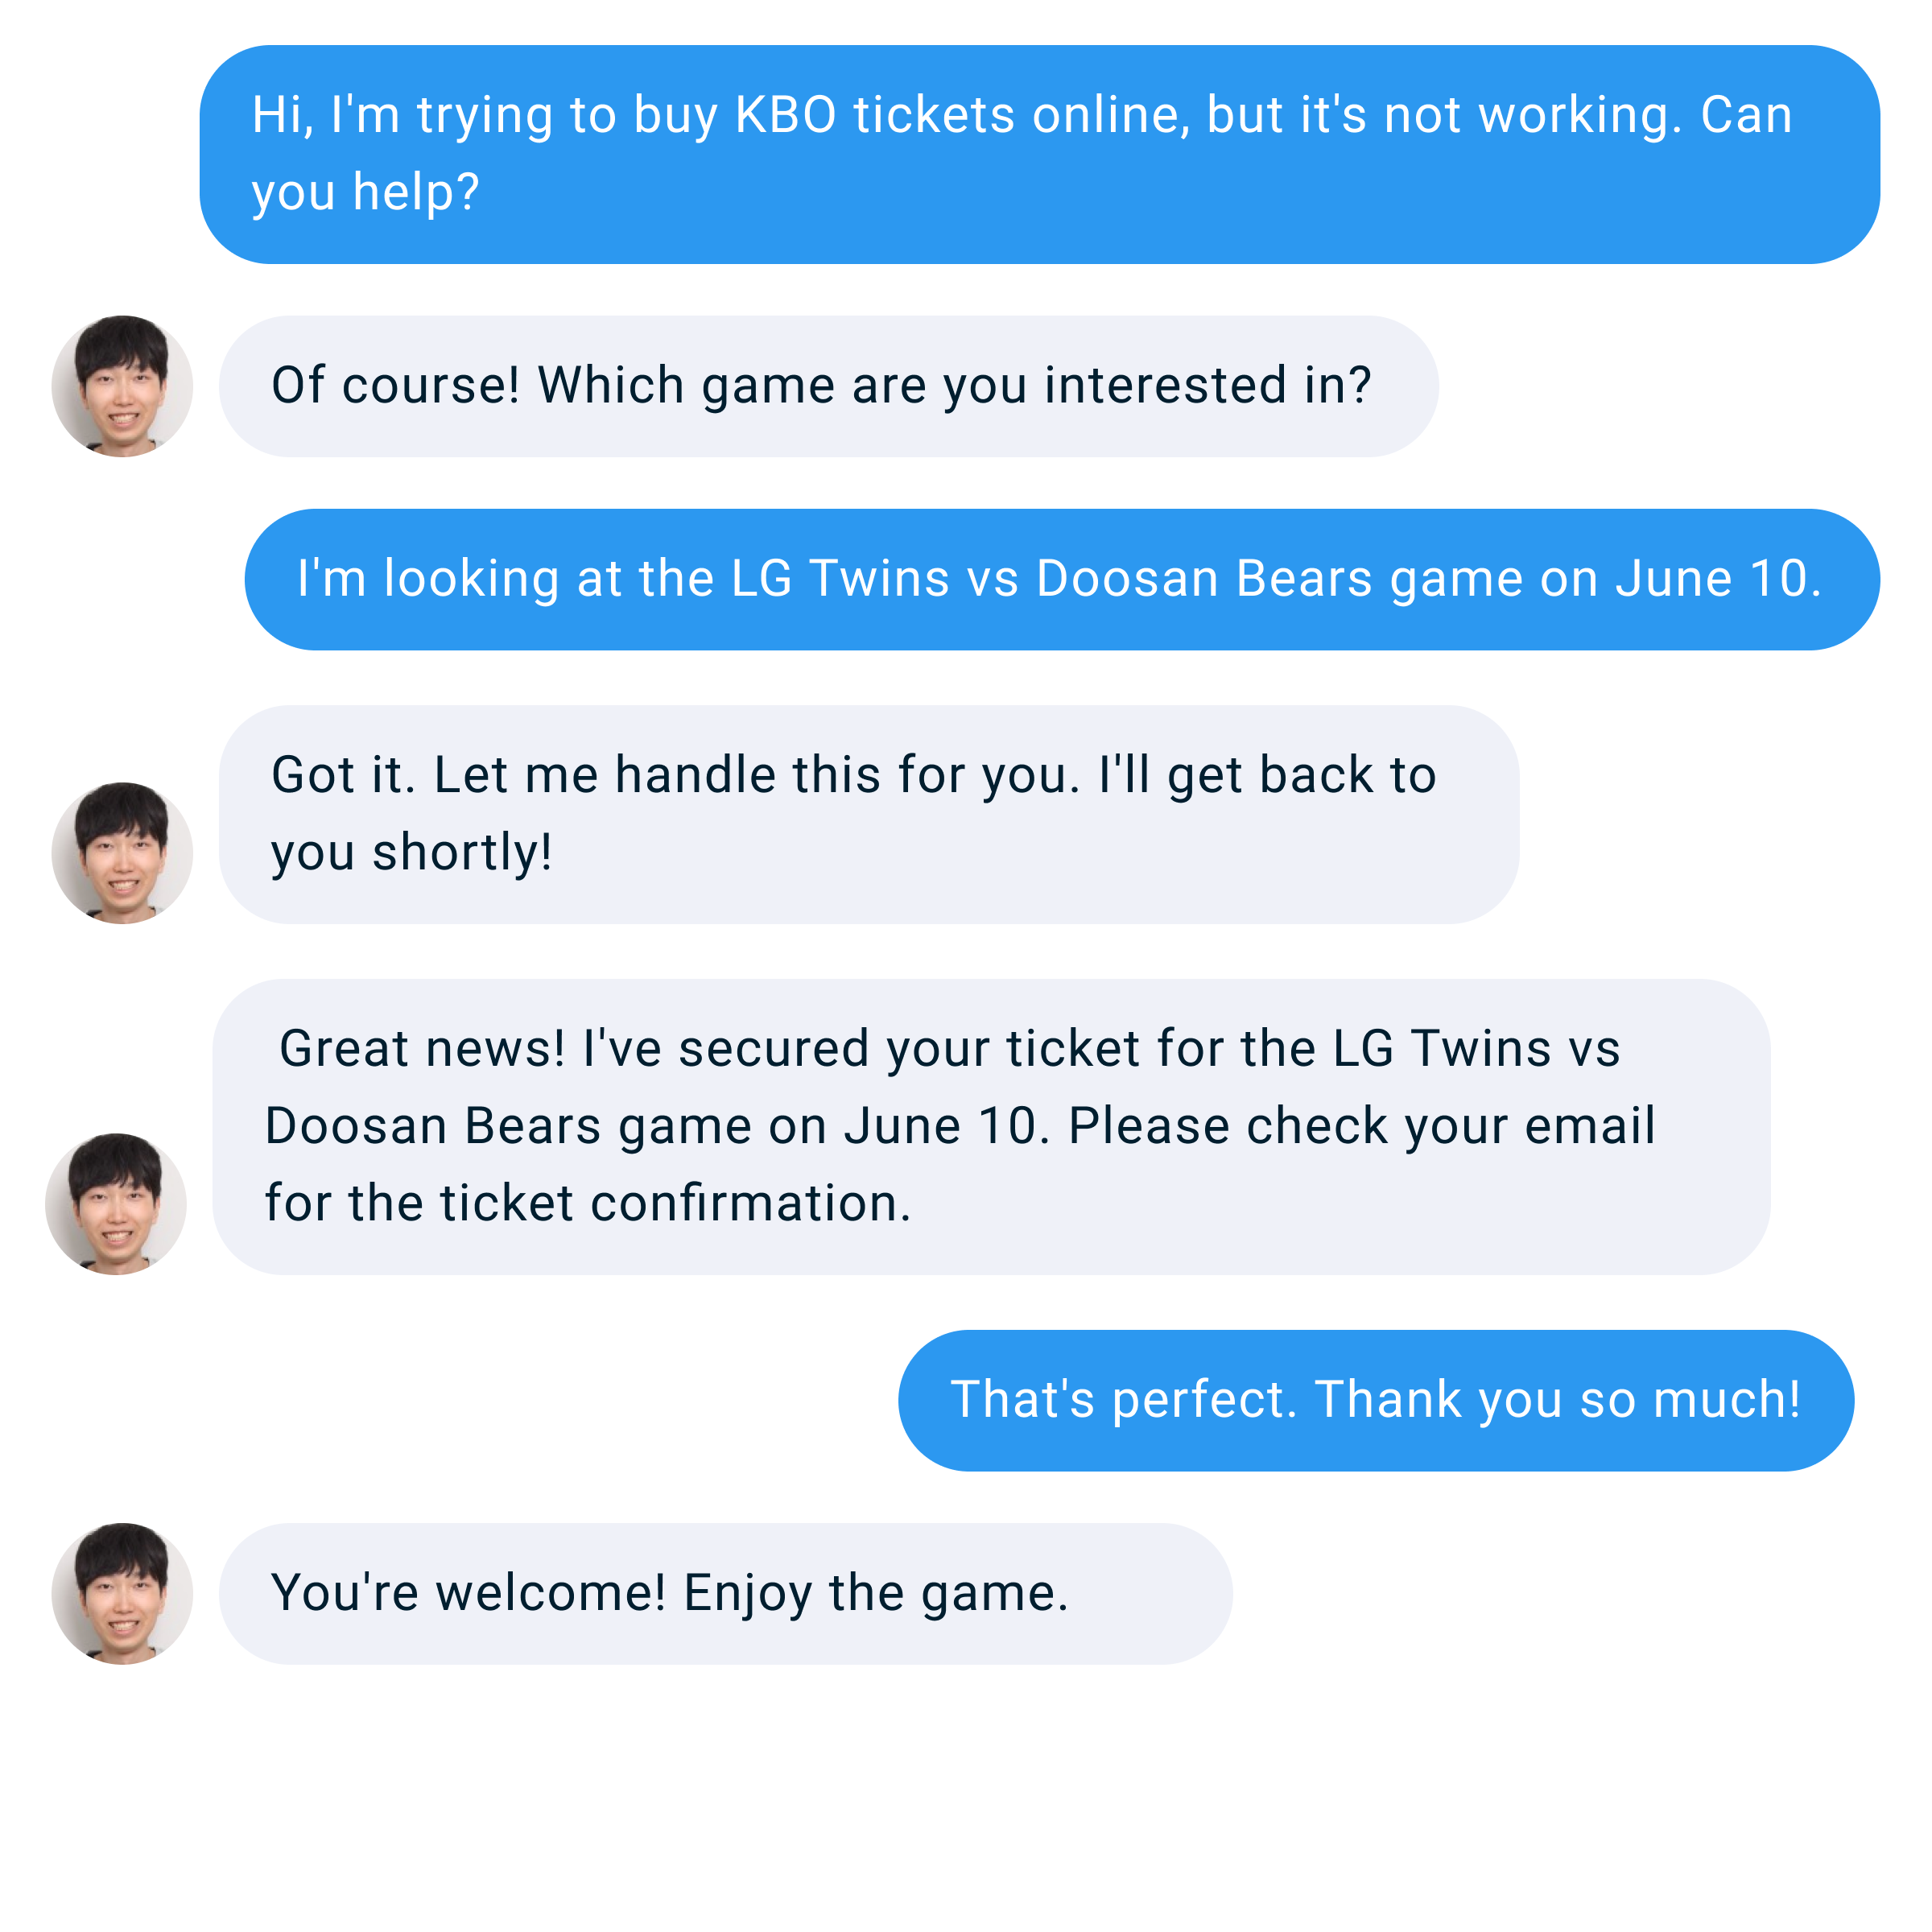 Hi, I'm trying to buy KBO tickets online, but it's not working. Can
you help?
Of course! Which game are you interested in?
I'm looking at the LG Twins vs Doosan Bears game on June 10.
Got it. Let me handle this for you. I'll get back to
you shortly!
Great news! I've secured your ticket for the LG Twins vs
Doosan Bears game on June 10. Please check your email
for the ticket confirmation.
That's perfect. Thank you so much!
You're welcome! Enjoy the game.